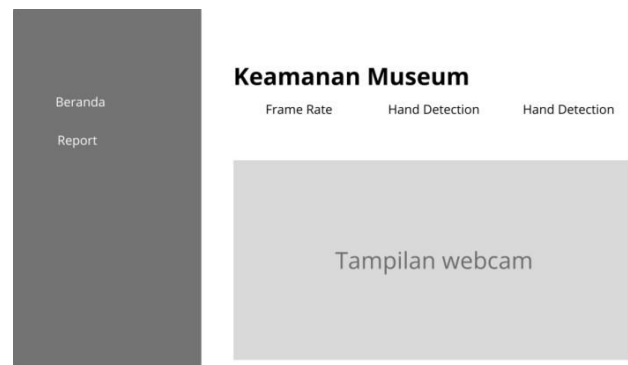 Beranda
Report
Keamanan Museum
Frame Rate Hand Detection Hand Detection
Tampilan webcam